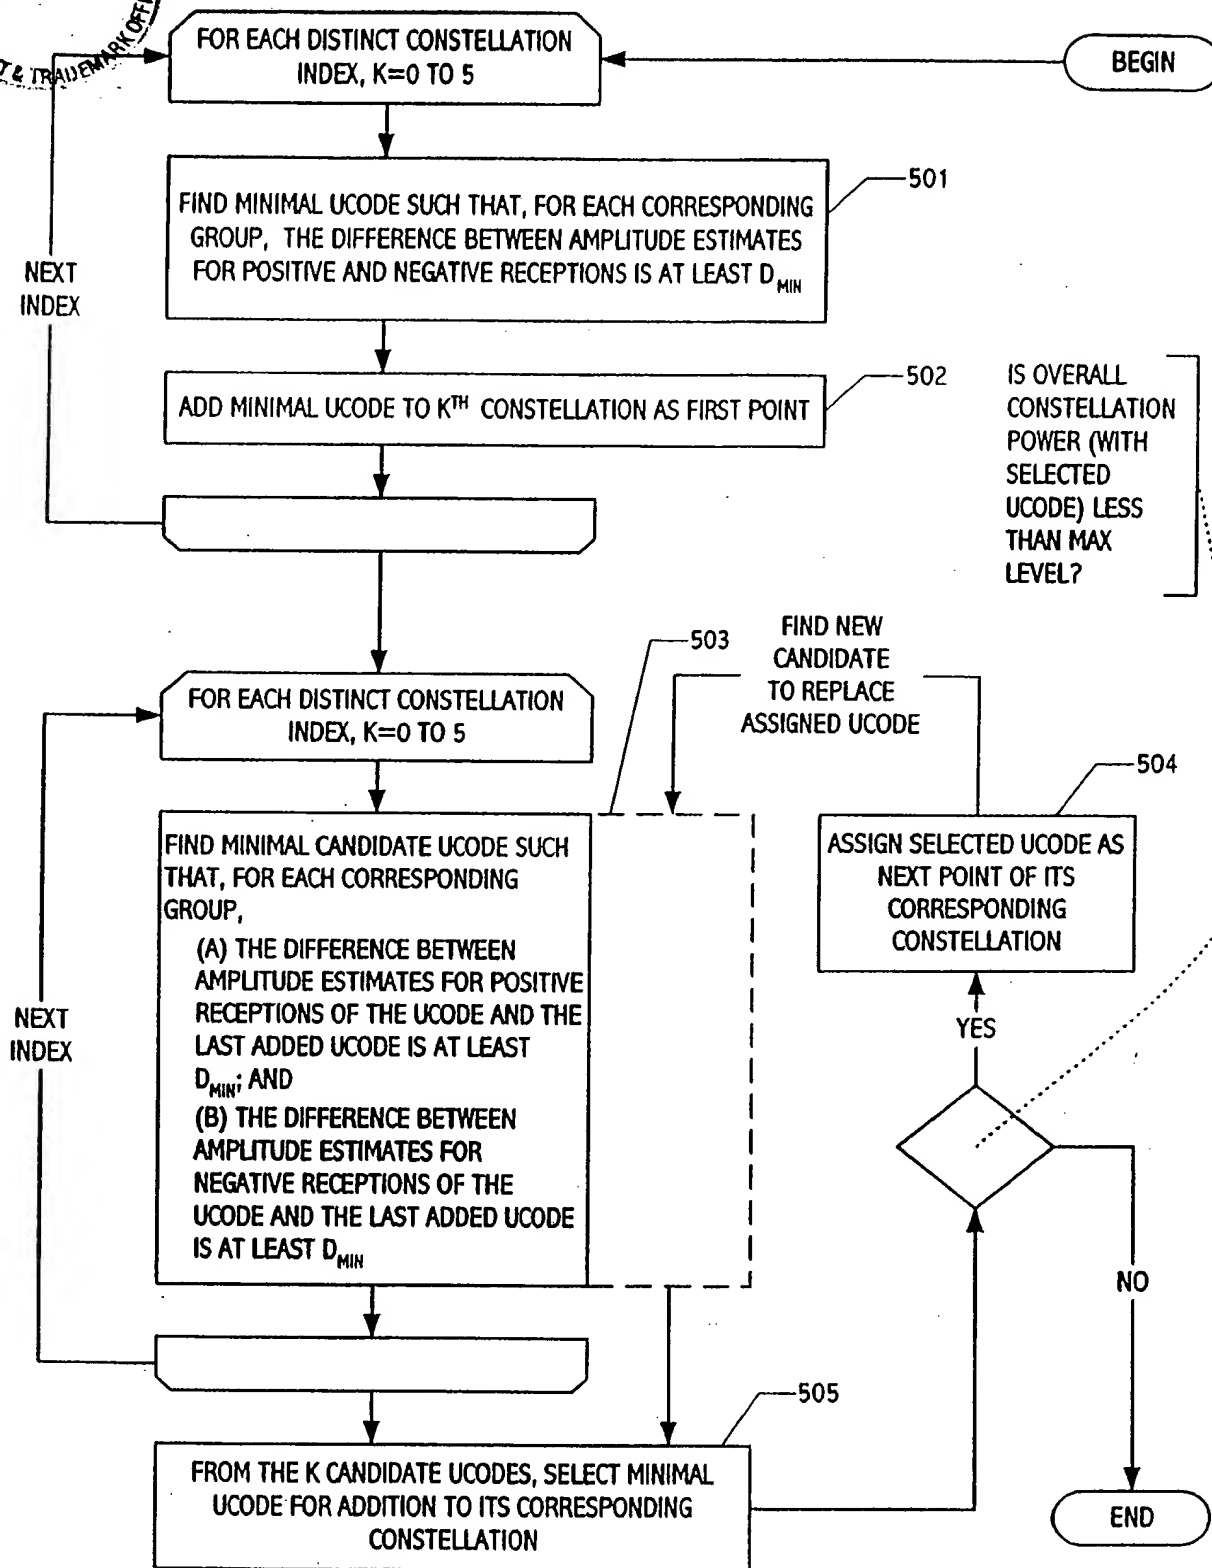 T & TRADEMARK OFFI
FOR EACH DISTINCT CONSTELLATION
INDEX, K=0 TO 5
BEGIN
501
FIND MINIMAL UCODE SUCH THAT, FOR EACH CORRESPONDING
GROUP, THE DIFFERENCE BETWEEN AMPLITUDE ESTIMATES
FOR POSITIVE AND NEGATIVE RECEPTIONS IS AT LEAST D_MIN
NEXT
INDEX
502
ADD MINIMAL UCODE TO K^TH CONSTELLATION AS FIRST POINT
IS OVERALL
CONSTELLATION
POWER (WITH
SELECTED
UCODE) LESS
THAN MAX
LEVEL?
503
FIND NEW
CANDIDATE
TO REPLACE
ASSIGNED UCODE
FOR EACH DISTINCT CONSTELLATION
INDEX, K=0 TO 5
504
FIND MINIMAL CANDIDATE UCODE SUCH
THAT, FOR EACH CORRESPONDING
GROUP,
(A) THE DIFFERENCE BETWEEN
AMPLITUDE ESTIMATES FOR POSITIVE
RECEPTIONS OF THE UCODE AND THE
LAST ADDED UCODE IS AT LEAST
D_MIN; AND
(B) THE DIFFERENCE BETWEEN
AMPLITUDE ESTIMATES FOR
NEGATIVE RECEPTIONS OF THE
UCODE AND THE LAST ADDED UCODE
IS AT LEAST D_MIN
ASSIGN SELECTED UCODE AS
NEXT POINT OF ITS
CORRESPONDING
CONSTELLATION
NEXT
INDEX
YES
NO
505
FROM THE K CANDIDATE UCODES, SELECT MINIMAL
UCODE FOR ADDITION TO ITS CORRESPONDING
CONSTELLATION
END